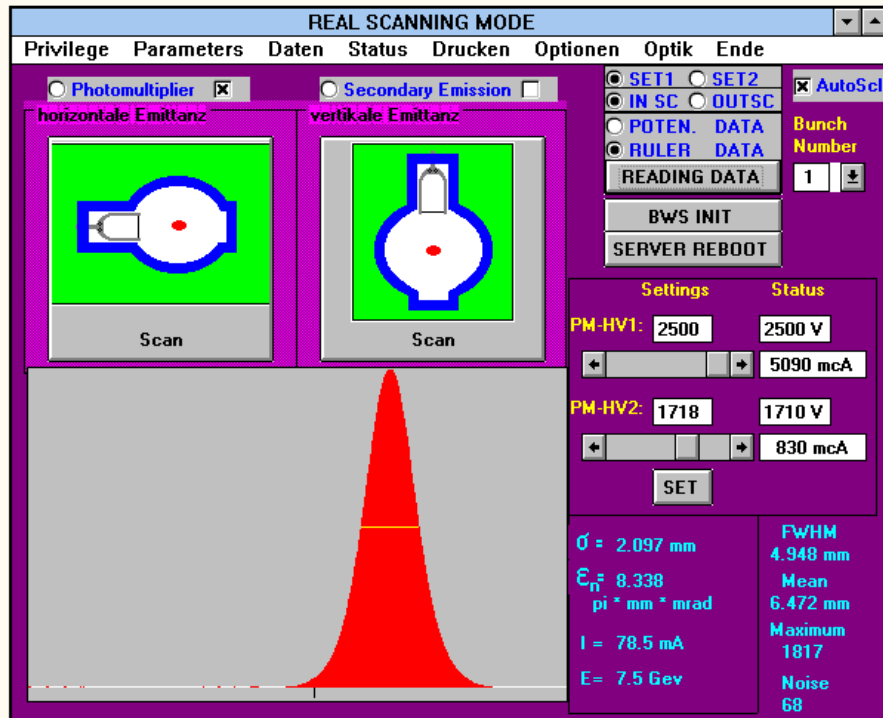 REAL SCANNING MODE
Privilege Parameters Daten Status Drucken Optionen Optik Ende
Photomultiplier
Secondary Emission
SET1 SET2
IN SC OUTSC
POTEN. DATA
RULER DATA
READING DATA
AutoScl
Bunch
Number
1
BWS INIT
SERVER REBOOT
horizontale Emittanz
vertikale Emittanz
Scan
Scan
Settings Status
PM-HV1: 2500 2500 V
5090 mcA
PM-HV2: 1718 1710 V
830 mcA
SET
σ = 2.097 mm
εn= 8.338
pi * mm * mrad
I = 78.5 mA
E= 7.5 Gev
FWHM
4.948 mm
Mean
6.472 mm
Maximum
1817
Noise
68